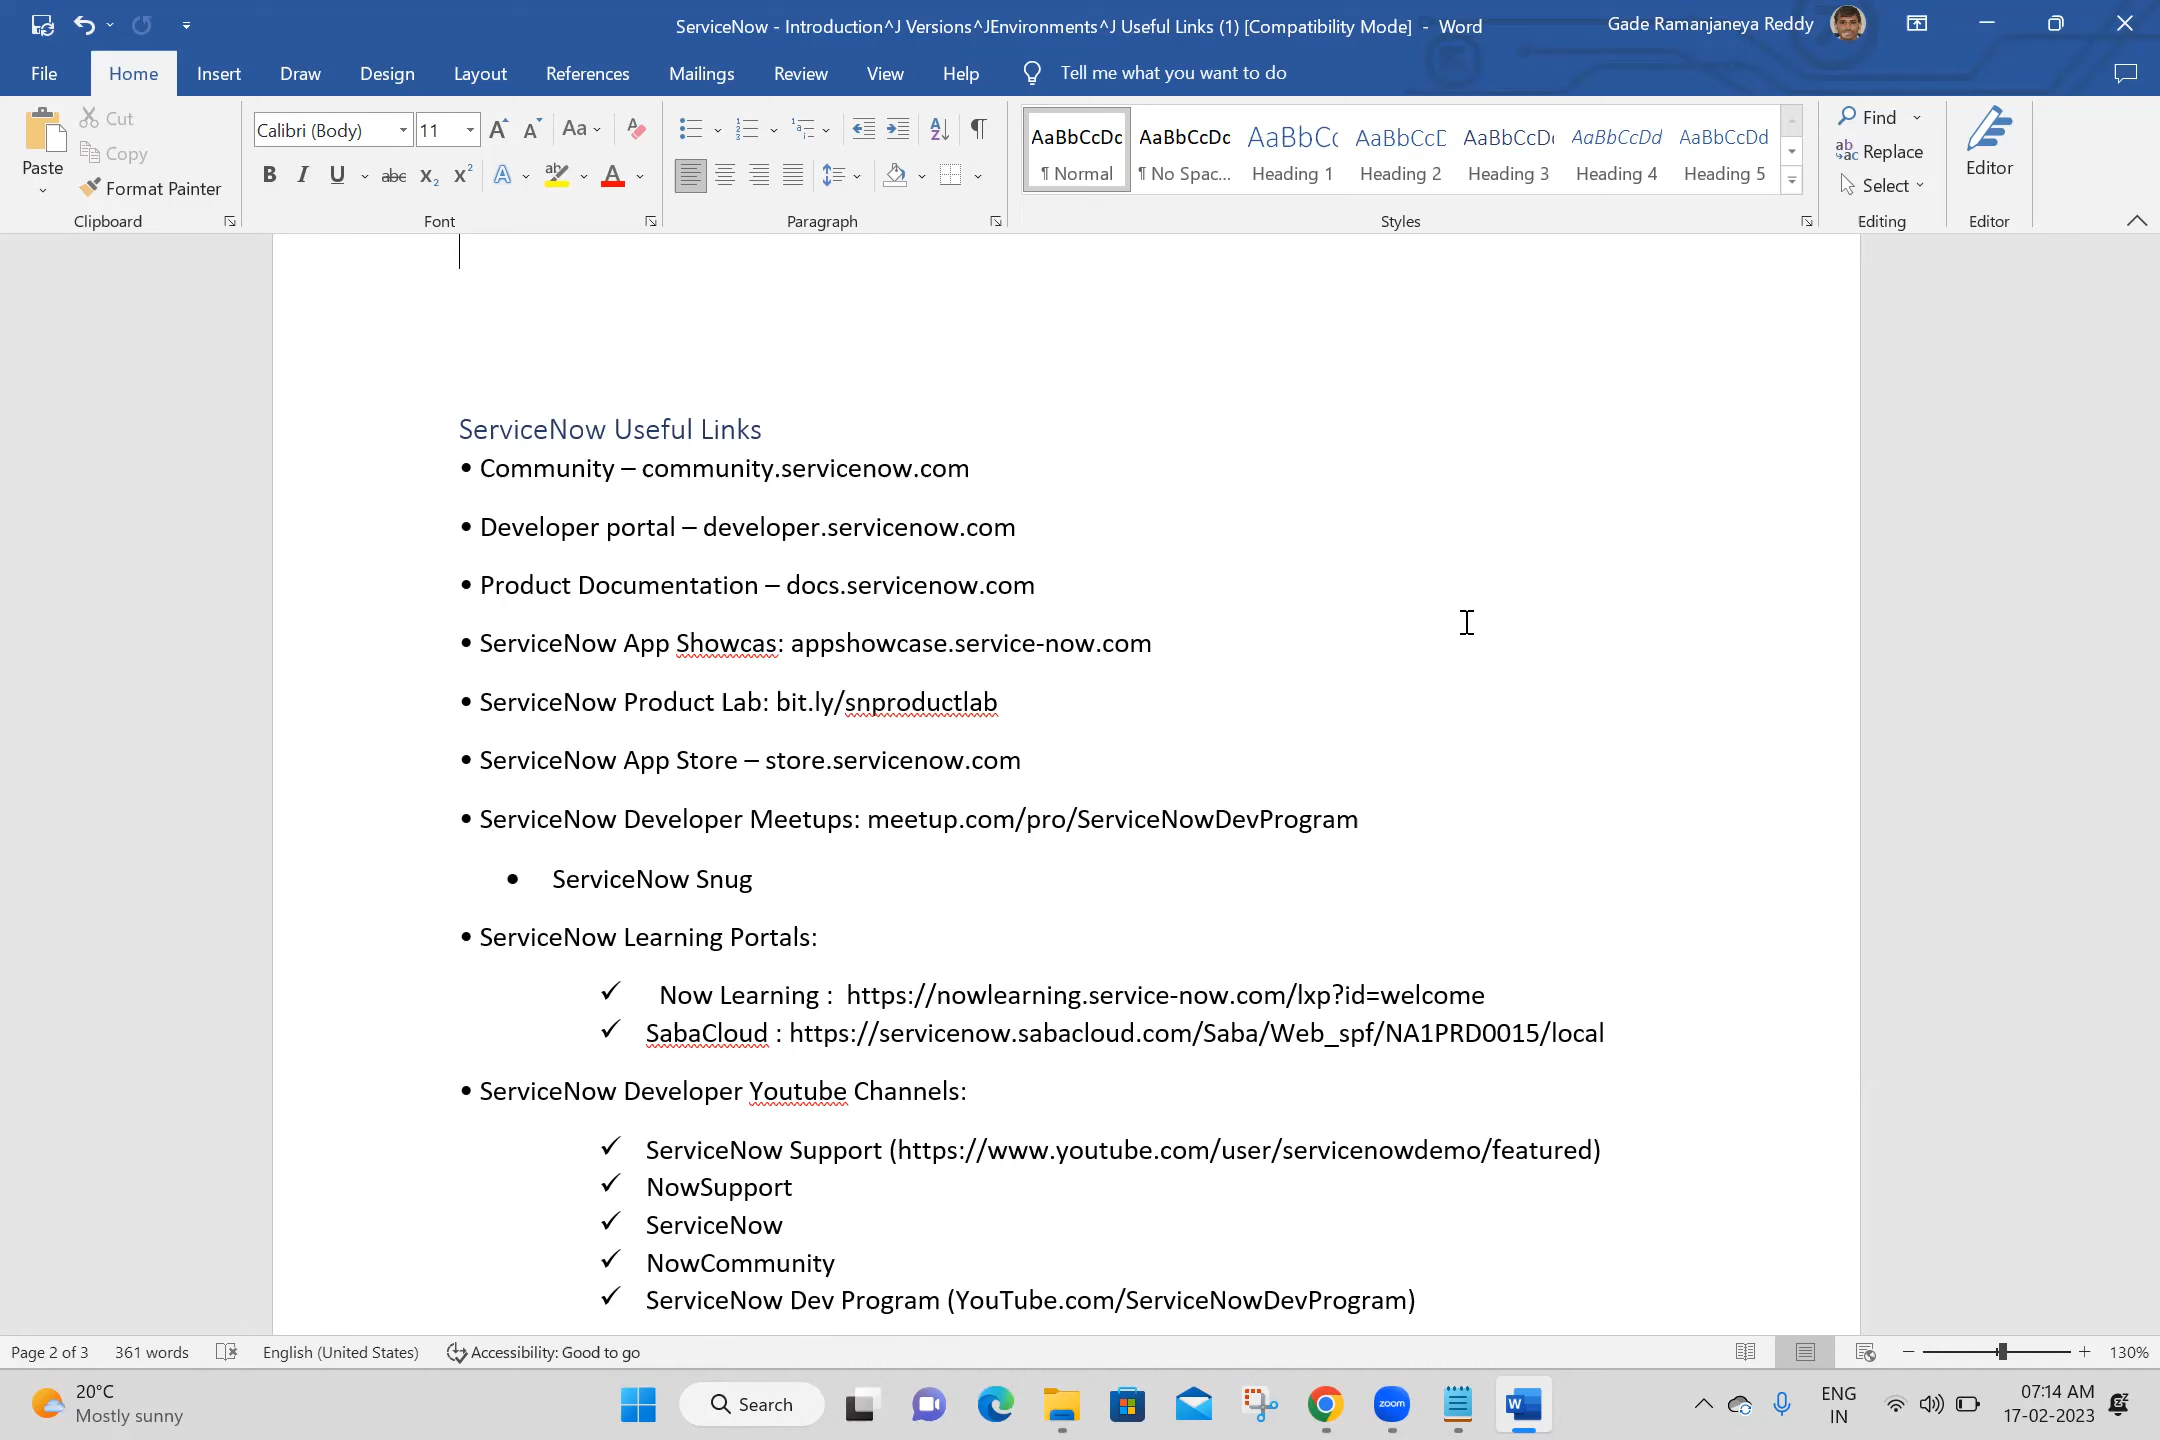 ServiceNow - Introduction^J Versions^JEnvironments^J Useful Links (1) [Compatibility Mode] - Word
Gade Ramanjaneya Reddy
File Home Insert Draw Design Layout References Mailings Review View Help Tell me what you want to do
Paste
Cut
Copy
Format Painter
Clipboard
Calibri (Body) 11
Font
Paragraph
AaBbCcDc AaBbCcDc AaBbCc AaBbCcD AaBbCcDc AaBbCcDd AaBbCcDd
¶ Normal ¶ No Spac... Heading 1 Heading 2 Heading 3 Heading 4 Heading 5
Styles
Find
Replace
Select
Editing
Editor
Editor
ServiceNow Useful Links
• Community – community.servicenow.com
• Developer portal – developer.servicenow.com
• Product Documentation – docs.servicenow.com
• ServiceNow App Showcas: appshowcase.service-now.com
• ServiceNow Product Lab: bit.ly/snproductlab
• ServiceNow App Store – store.servicenow.com
• ServiceNow Developer Meetups: meetup.com/pro/ServiceNowDevProgram
• ServiceNow Snug
• ServiceNow Learning Portals:
✓ Now Learning : https://nowlearning.service-now.com/lxp?id=welcome
✓ SabaCloud : https://servicenow.sabacloud.com/Saba/Web_spf/NA1PRD0015/local
• ServiceNow Developer Youtube Channels:
✓ ServiceNow Support (https://www.youtube.com/user/servicenowdemo/featured)
✓ NowSupport
✓ ServiceNow
✓ NowCommunity
✓ ServiceNow Dev Program (YouTube.com/ServiceNowDevProgram)
Page 2 of 3 361 words English (United States) Accessibility: Good to go 130%
20°C
Mostly sunny
Search
zoom
ENG
IN
07:14 AM
17-02-2023